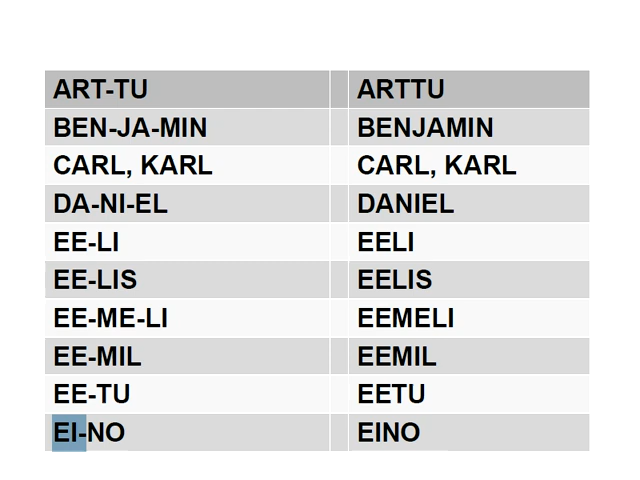 ART-TU ARTTU
BEN-JA-MIN BENJAMIN
CARL, KARL CARL, KARL
DA-NI-EL DANIEL
EE-LI EELI
EE-LIS EELIS
EE-ME-LI EEMELI
EE-MIL EEMIL
EE-TU EETU
EI-NO EINO